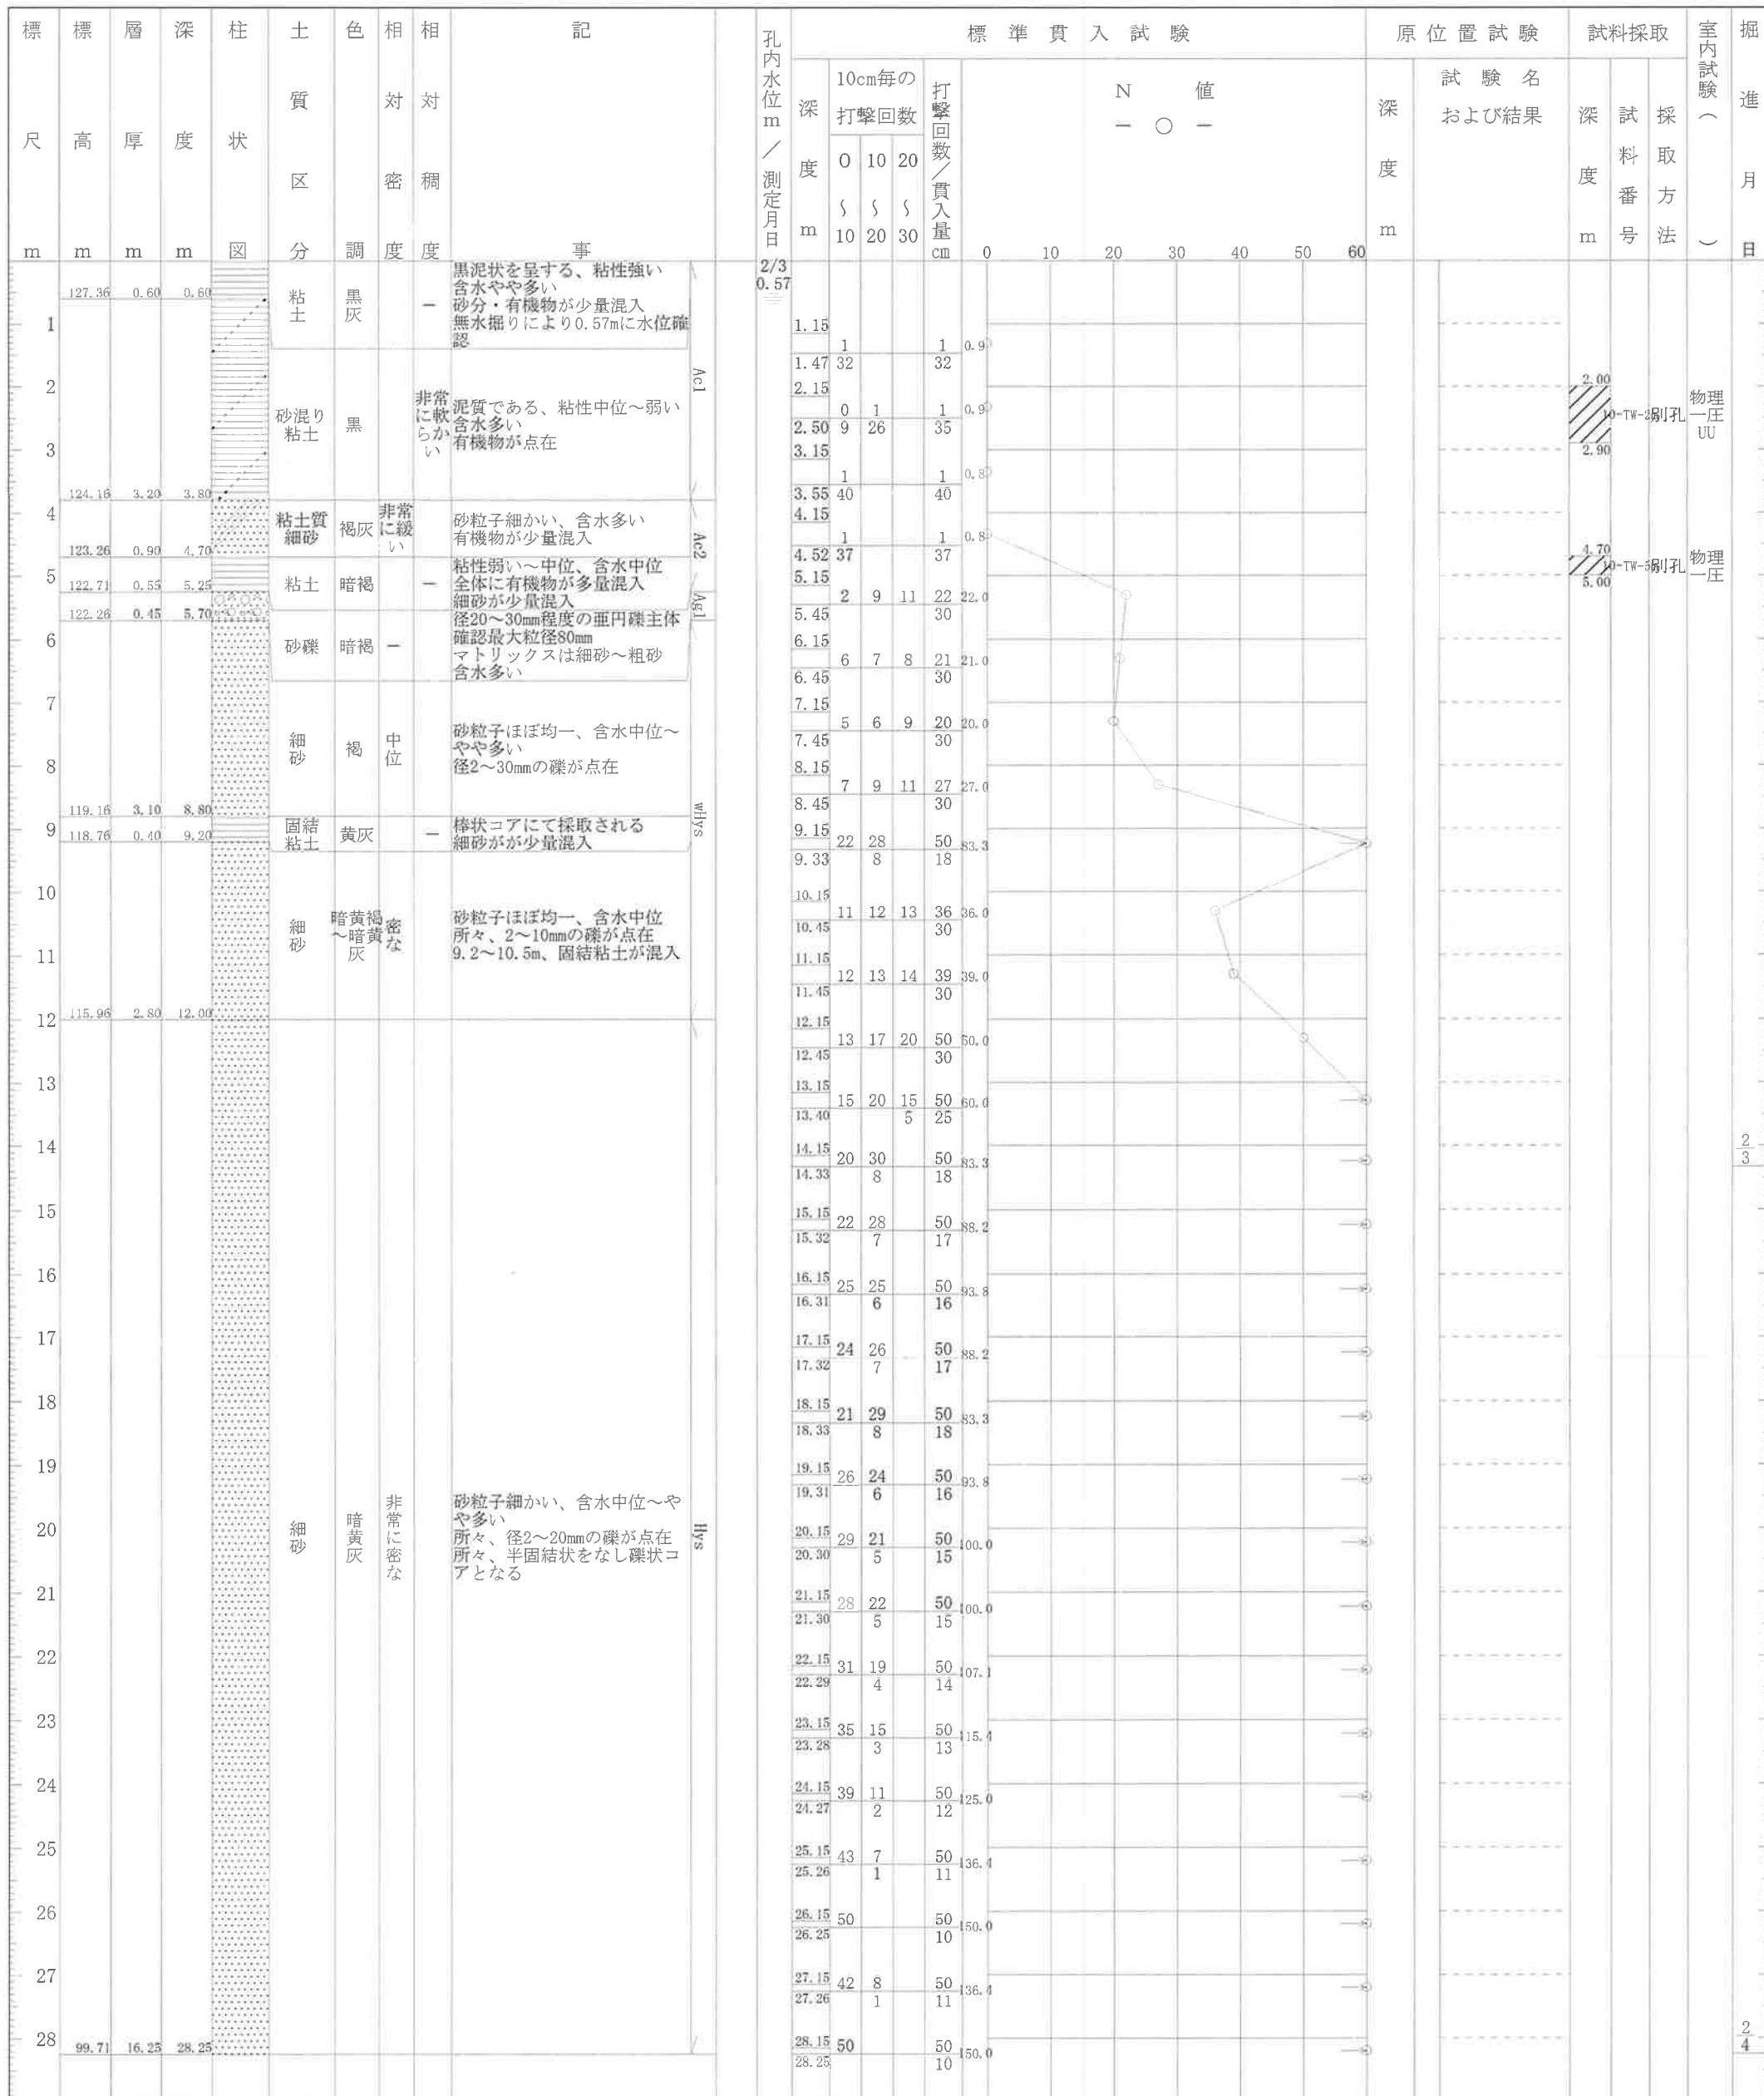 標尺 m
標高 m
層厚 m
深度 m
柱状図
土質区分
色調
相対密度
相対稠度
記事
孔内水位m／測定月日
標準貫入試験
深度 m
10cm毎の
打撃回数
0 10 20
〜 〜 〜
10 20 30
打撃回数／貫入量 cm
N 値
－ ○ －
0 10 20 30 40 50 60
原位置試験
深度 m
試験名
および結果
試料採取
深度 m
試料番号
採取方法
室内試験（ ）
掘進月日
127.36 0.60 0.60
粘土
黒灰
－
黒泥状を呈する、粘性強い
含水やや多い
砂分・有機物が少量混入
無水掘りにより0.57mに水位確
認
124.16 3.20 3.80
砂混り
粘土
黒
非常に軟らかい
泥質である、粘性中位〜弱い
含水多い
有機物が点在
Ac1
123.26 0.90 4.70
粘土質
細砂
褐灰
非常に緩い
砂粒子細かい、含水多い
有機物が少量混入
Ac2
122.71 0.55 5.25
粘土
暗褐
－
粘性弱い〜中位、含水中位
全体に有機物が多量混入
細砂が少量混入
122.26 0.45 5.70
砂礫
暗褐
－
径20〜30mm程度の亜円礫主体
確認最大粒径80mm
マトリックスは細砂〜粗砂
含水多い
Ag1
細砂
褐
中位
砂粒子ほぼ均一、含水中位〜
やや多い
径2〜30mmの礫が点在
119.16 3.10 8.80
118.76 0.40 9.20
固結
粘土
黄灰
－
棒状コアにて採取される
細砂がが少量混入
wHys
115.96 2.80 12.00
細砂
暗黄褐
〜暗黄
灰
密な
砂粒子ほぼ均一、含水中位
所々、2〜10mmの礫が点在
9.2〜10.5m、固結粘土が混入
99.71 16.25 28.25
細砂
暗黄灰
非常に密な
砂粒子細かい、含水中位〜や
や多い
所々、径2〜20mmの礫が点在
所々、半固結状をなし礫状コ
アとなる
Hys
1
2
3
4
5
6
7
8
9
10
11
12
13
14
15
16
17
18
19
20
21
22
23
24
25
26
27
28
2/3
0.57
1.15
1 1 0.9
1.47 32 32
2.15
0 1 1 0.9
2.50 9 26 35
3.15
1 1 0.8
3.55 40 40
4.15
1 1 0.8
4.52 37 37
5.15
2 9 11 22 22.0
5.45 30
6.15
6 7 8 21 21.0
6.45 30
7.15
5 6 9 20 20.0
7.45 30
8.15
7 9 11 27 27.0
8.45 30
9.15
22 28 50 83.3
9.33 8 18
10.15
11 12 13 36 36.0
10.45 30
11.15
12 13 14 39 39.0
11.45 30
12.15
13 17 20 50 50.0
12.45 30
13.15
15 20 15 50 60.0
13.40 5 25
14.15
20 30 50 83.3
14.33 8 18
15.15
22 28 50 88.2
15.32 7 17
16.15
25 25 50 93.8
16.31 6 16
17.15
24 26 50 88.2
17.32 7 17
18.15
21 29 50 83.3
18.33 8 18
19.15
26 24 50 93.8
19.31 6 16
20.15
29 21 50 100.0
20.30 5 15
21.15
28 22 50 100.0
21.30 5 15
22.15
31 19 50 107.1
22.29 4 14
23.15
35 15 50 115.4
23.28 3 13
24.15
39 11 50 125.0
24.27 2 12
25.15
43 7 50 136.4
25.26 1 11
26.15
50 50 150.0
26.25 10
27.15
42 8 50 136.4
27.26 1 11
28.15
50 50 150.0
28.25 10
2.00
別孔
2.90
物理
一圧
UU
4.70
別孔
5.00
物理
一圧
2
3
2
4